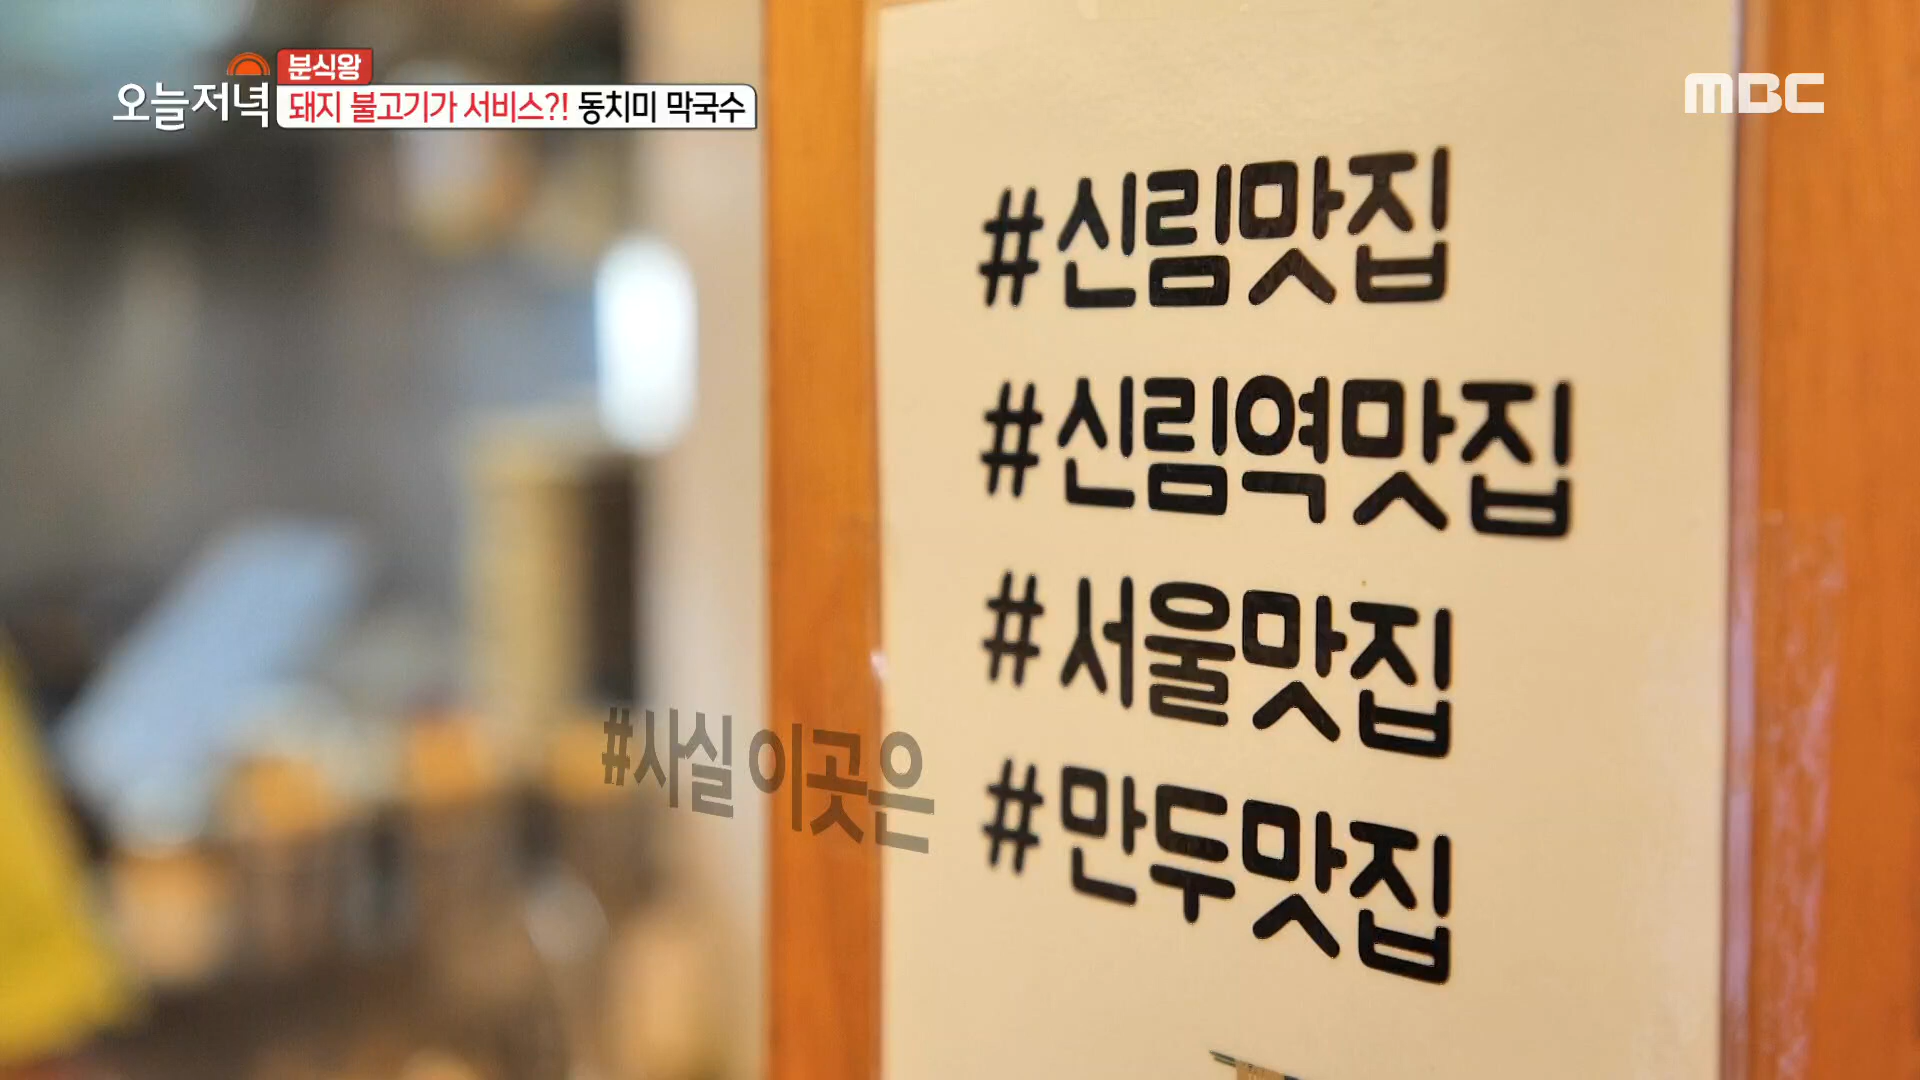 분식왕
오늘저녁
돼지 불고기가 서비스?! 동치미 막국수
MBC
#신림맛집
#신림역맛집
#서울맛집
#만두맛집
#사실 이곳은